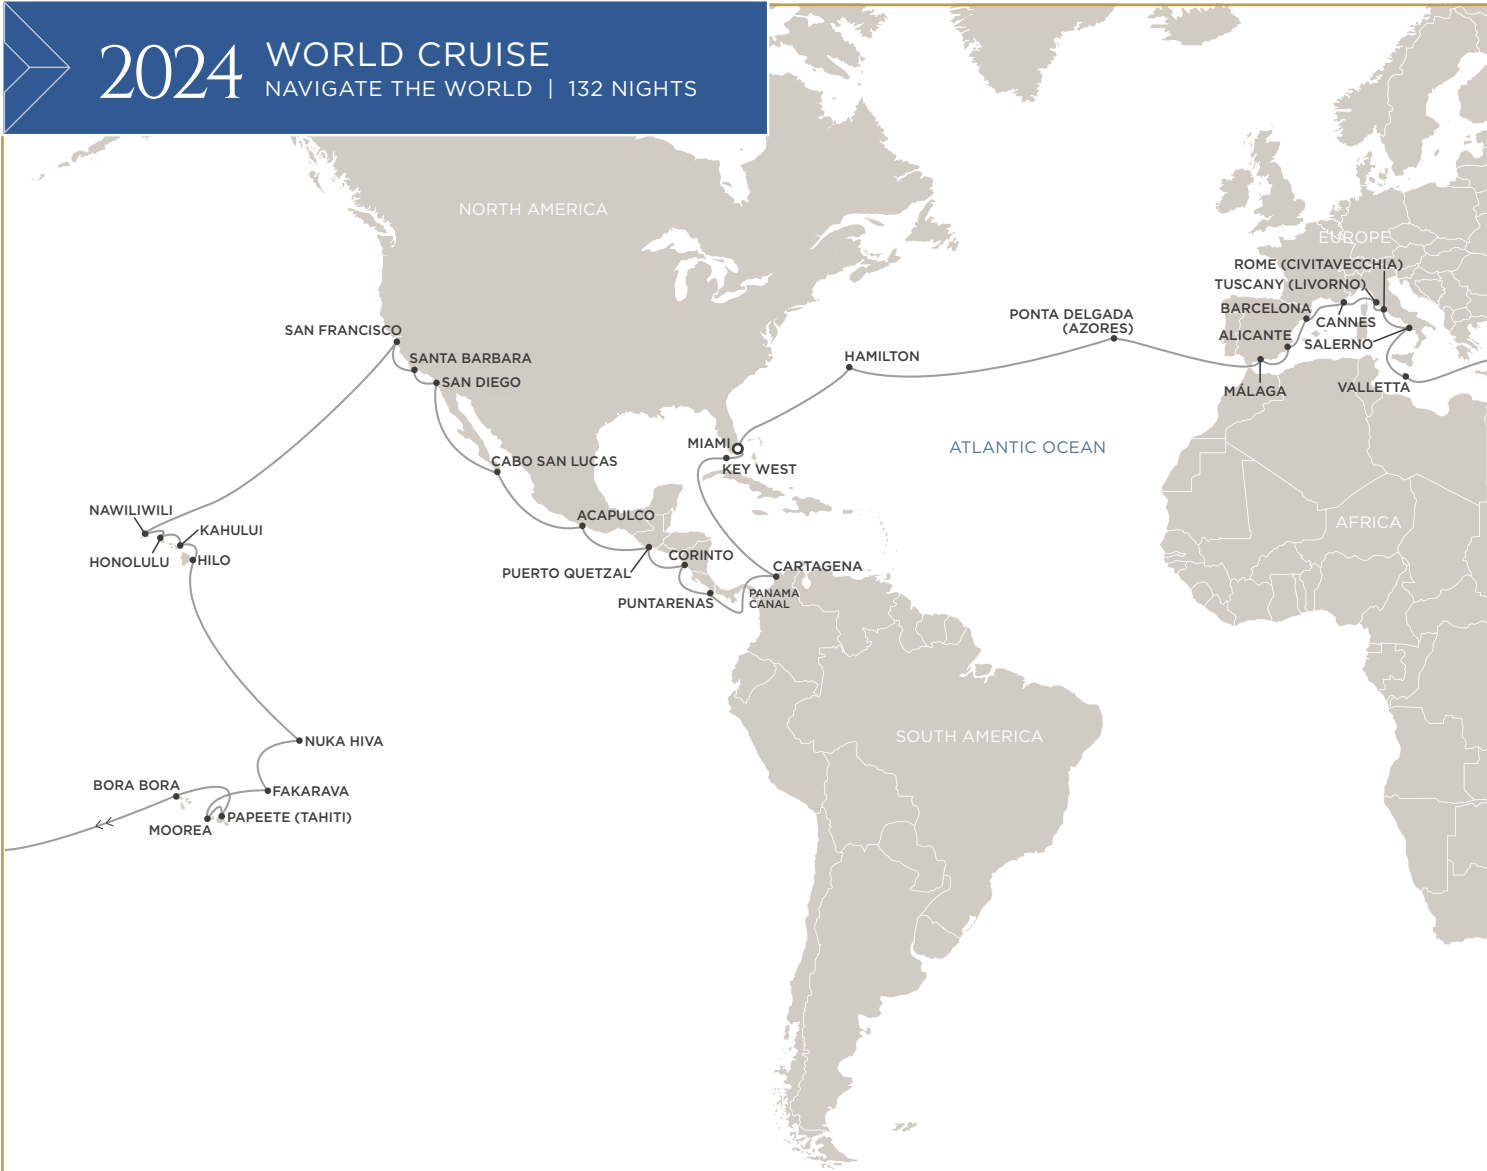 2024
WORLD CRUISE
NAVIGATE THE WORLD | 132 NIGHTS
NORTH AMERICA
EUROPE
ROME (CIVITAVECCHIA)
TUSCANY (LIVORNO)
BARCELONA
CANNES
ALICANTE
SALERNO
MÁLAGA
VALLETTA
PONTA DELGADA
(AZORES)
HAMILTON
SAN FRANCISCO
SANTA BARBARA
SAN DIEGO
MIAMI
KEY WEST
ATLANTIC OCEAN
CABO SAN LUCAS
NAWILIWILI
KAHULUI
HONOLULU
HILO
ACAPULCO
AFRICA
CORINTO
PUERTO QUETZAL
CARTAGENA
PUNTARENAS
PANAMA
CANAL
NUKA HIVA
SOUTH AMERICA
BORA BORA
FAKARAVA
MOOREA
PAPEETE (TAHITI)